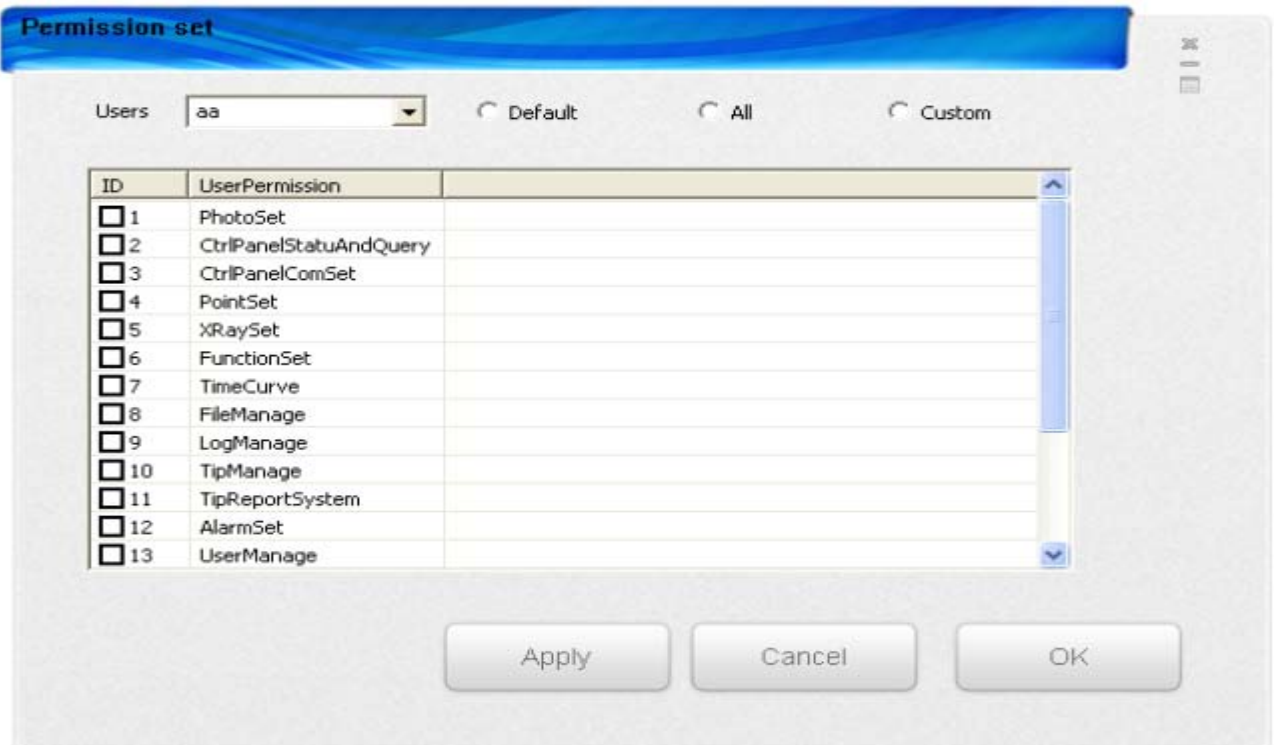 Permission set
Users aa Default All Custom
ID UserPermission
1 PhotoSet
2 CtrlPanelStatuAndQuery
3 CtrlPanelComSet
4 PointSet
5 XRaySet
6 FunctionSet
7 TimeCurve
8 FileManage
9 LogManage
10 TipManage
11 TipReportSystem
12 AlarmSet
13 UserManage
Apply Cancel OK